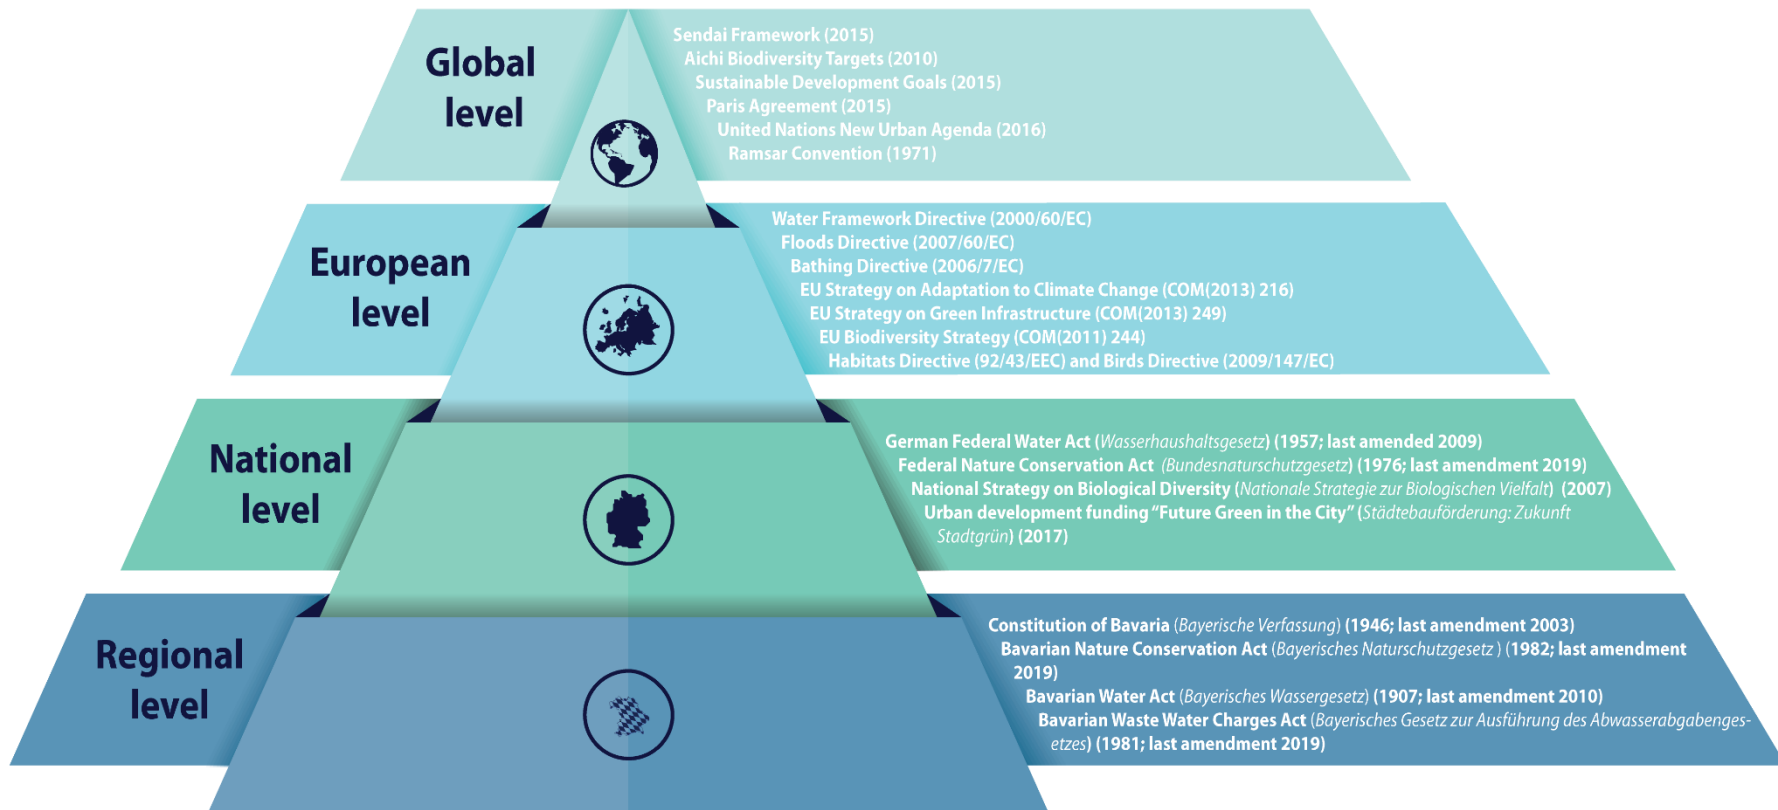 Global
level
Sendai Framework (2015)
Aichi Biodiversity Targets (2010)
Sustainable Development Goals (2015)
Paris Agreement (2015)
United Nations New Urban Agenda (2016)
Ramsar Convention (1971)
European
level
Water Framework Directive (2000/60/EC)
Floods Directive (2007/60/EC)
Bathing Directive (2006/7/EC)
EU Strategy on Adaptation to Climate Change (COM(2013) 216)
EU Strategy on Green Infrastructure (COM(2013) 249)
EU Biodiversity Strategy (COM(2011) 244)
Habitats Directive (92/43/EEC) and Birds Directive (2009/147/EC)
National
level
German Federal Water Act (Wasserhaushaltsgesetz) (1957; last amended 2009)
Federal Nature Conservation Act (Bundesnaturschutzgesetz) (1976; last amendment 2019)
National Strategy on Biological Diversity (Nationale Strategie zur Biologischen Vielfalt) (2007)
Urban development funding “Future Green in the City” (Städtebauförderung: Zukunft
Stadtgrün) (2017)
Regional
level
Constitution of Bavaria (Bayerische Verfassung) (1946; last amendment 2003)
Bavarian Nature Conservation Act (Bayerisches Naturschutzgesetz ) (1982; last amendment
2019)
Bavarian Water Act (Bayerisches Wassergesetz) (1907; last amendment 2010)
Bavarian Waste Water Charges Act (Bayerisches Gesetz zur Ausführung des Abwasserabgabenges-
etzes) (1981; last amendment 2019)